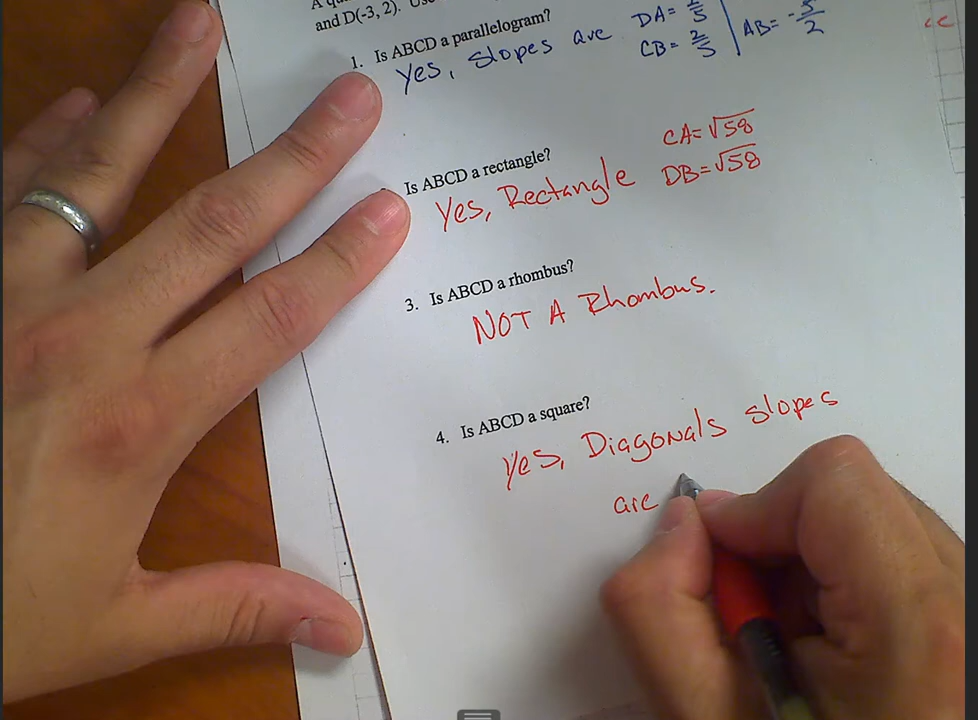 and D(-3, 2).
1. Is ABCD a parallelogram?
Yes, slopes are
DA=
CB= 2/5
AB= -5/2
Is ABCD a rectangle?
Yes, Rectangle
CA=√58
DB=√58
3. Is ABCD a rhombus?
NOT A Rhombus.
4. Is ABCD a square?
Yes, Diagonals slopes
are